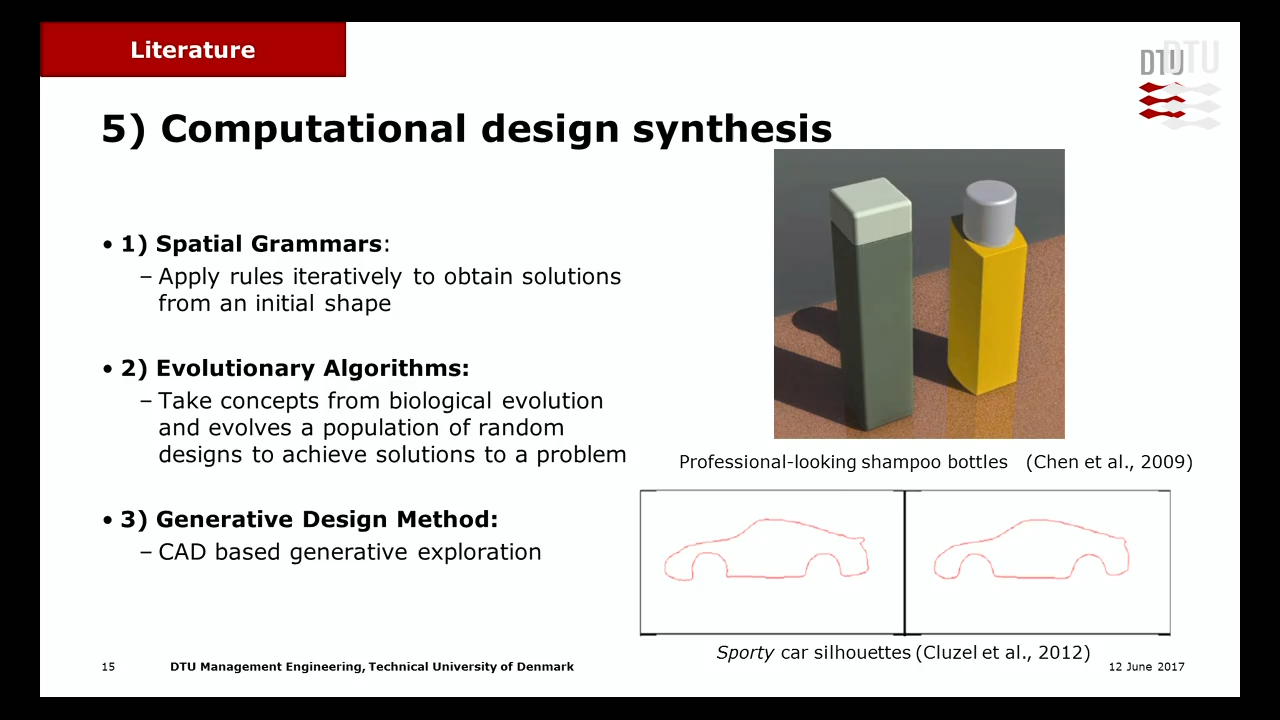 Literature
DTU
DTU
5) Computational design synthesis
• 1) Spatial Grammars:
– Apply rules iteratively to obtain solutions
from an initial shape
• 2) Evolutionary Algorithms:
– Take concepts from biological evolution
and evolves a population of random
designs to achieve solutions to a problem
• 3) Generative Design Method:
– CAD based generative exploration
Professional-looking shampoo bottles (Chen et al., 2009)
Sporty car silhouettes (Cluzel et al., 2012)
15
DTU Management Engineering, Technical University of Denmark
12 June 2017